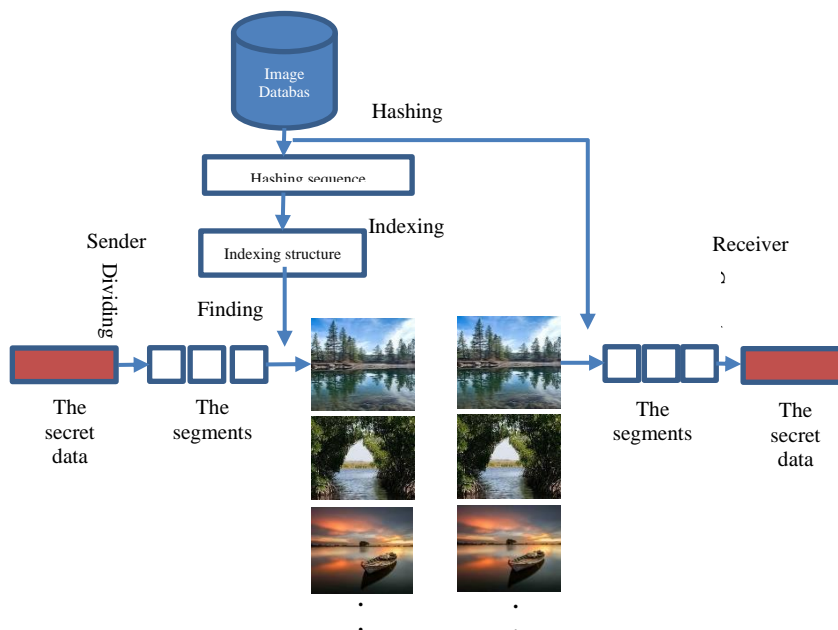 Image
Databas
Hashing
Hashing sequence
Indexing
Indexing structure
Sender
Receiver
Dividing
Finding
The
secret
data
The
segments
The
segments
The
secret
data